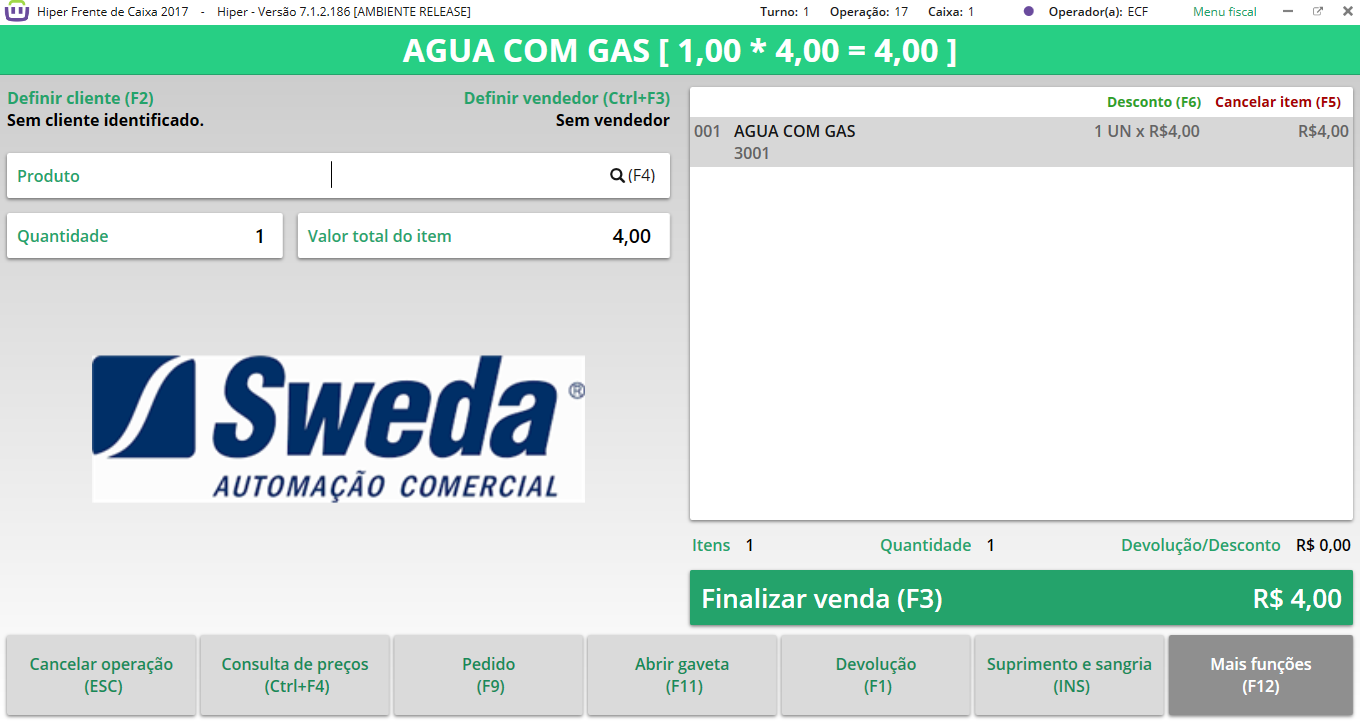 Hiper Frente de Caixa 2017 - Hiper - Versão 7.1.2.186 [AMBIENTE RELEASE] Turno: 1 Operação: 17 Caixa: 1 Operador(a): ECF Menu fiscal
AGUA COM GAS [ 1,00 * 4,00 = 4,00 ]
Definir cliente (F2) Definir vendedor (Ctrl+F3)
Sem cliente identificado. Sem vendedor
Produto (F4)
Quantidade 1 Valor total do item 4,00
Sweda®
AUTOMAÇÃO COMERCIAL
Desconto (F6) Cancelar item (F5)
001 AGUA COM GAS 1 UN x R$4,00 R$4,00
3001
Itens 1 Quantidade 1 Devolução/Desconto R$ 0,00
Finalizar venda (F3) R$ 4,00
Cancelar operação
(ESC)
Consulta de preços
(Ctrl+F4)
Pedido
(F9)
Abrir gaveta
(F11)
Devolução
(F1)
Suprimento e sangria
(INS)
Mais funções
(F12)